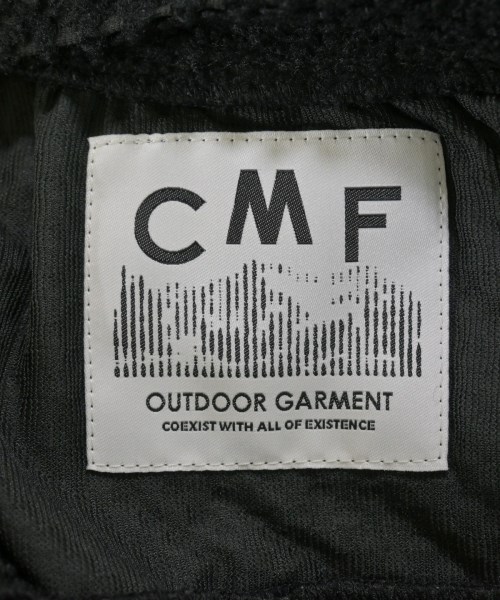 CMF
OUTDOOR GARMENT
COEXIST WITH ALL OF EXISTENCE